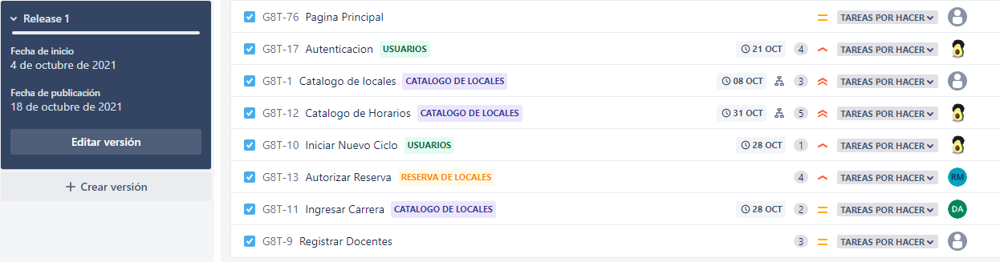 Release 1
Fecha de inicio
4 de octubre de 2021
Fecha de publicación
18 de octubre de 2021
Editar versión
+ Crear versión
G8T-76 Pagina Principal TAREAS POR HACER
G8T-17 Autenticacion USUARIOS 21 OCT 4 TAREAS POR HACER
G8T-1 Catalogo de locales CATALOGO DE LOCALES 08 OCT 3 TAREAS POR HACER
G8T-12 Catalogo de Horarios CATALOGO DE LOCALES 31 OCT 5 TAREAS POR HACER
G8T-10 Iniciar Nuevo Ciclo USUARIOS 28 OCT 1 TAREAS POR HACER
G8T-13 Autorizar Reserva RESERVA DE LOCALES 4 TAREAS POR HACER RM
G8T-11 Ingresar Carrera CATALOGO DE LOCALES 28 OCT 2 TAREAS POR HACER DA
G8T-9 Registrar Docentes 3 TAREAS POR HACER